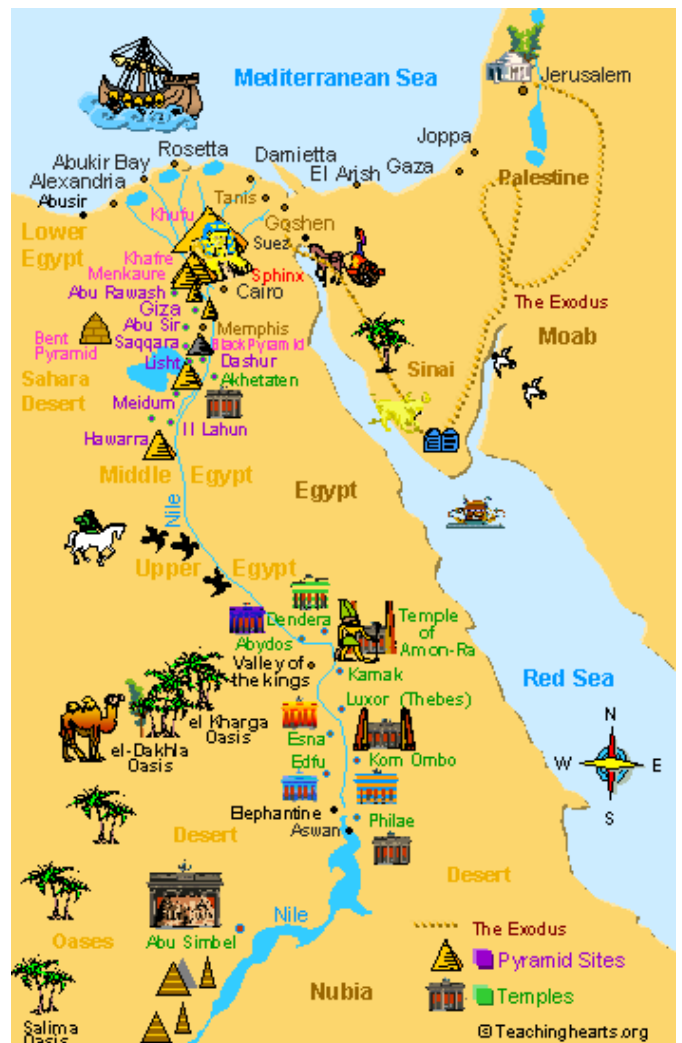 Mediterranean Sea
Jerusalem
Joppa
Rosetta
Damietta
Abukir Bay
El Arish
Gaza
Alexandria
Palestine
Abusir
Tanis
Khufu
Goshen
Lower
Egypt
Suez
Khafre
Menkaure
Sphinx
Abu Rawash
Cairo
The Exodus
Giza
Abu Sir
Memphis
Moab
Bent
Pyramid
Saqqara
Black Pyramid
Lisht
Dashur
Sinai
Sahara
Desert
Akhetaten
Meidum
Il Lahun
Hawarra
Middle Egypt
Egypt
Nile
Upper Egypt
Dendera
Temple
of
Amon-Ra
Abydos
Valley of
the kings
Karnak
Red Sea
Luxor (Thebes)
el Kharga
Oasis
N
Esna
el-Dakhla
Oasis
Edfu
Kom Ombo
W
E
S
Elephantine
Philae
Aswan
Desert
Desert
Nile
The Exodus
Oases
Abu Simbel
Pyramid Sites
Nubia
Temples
Salima
Oasis
©Teachinghearts.org